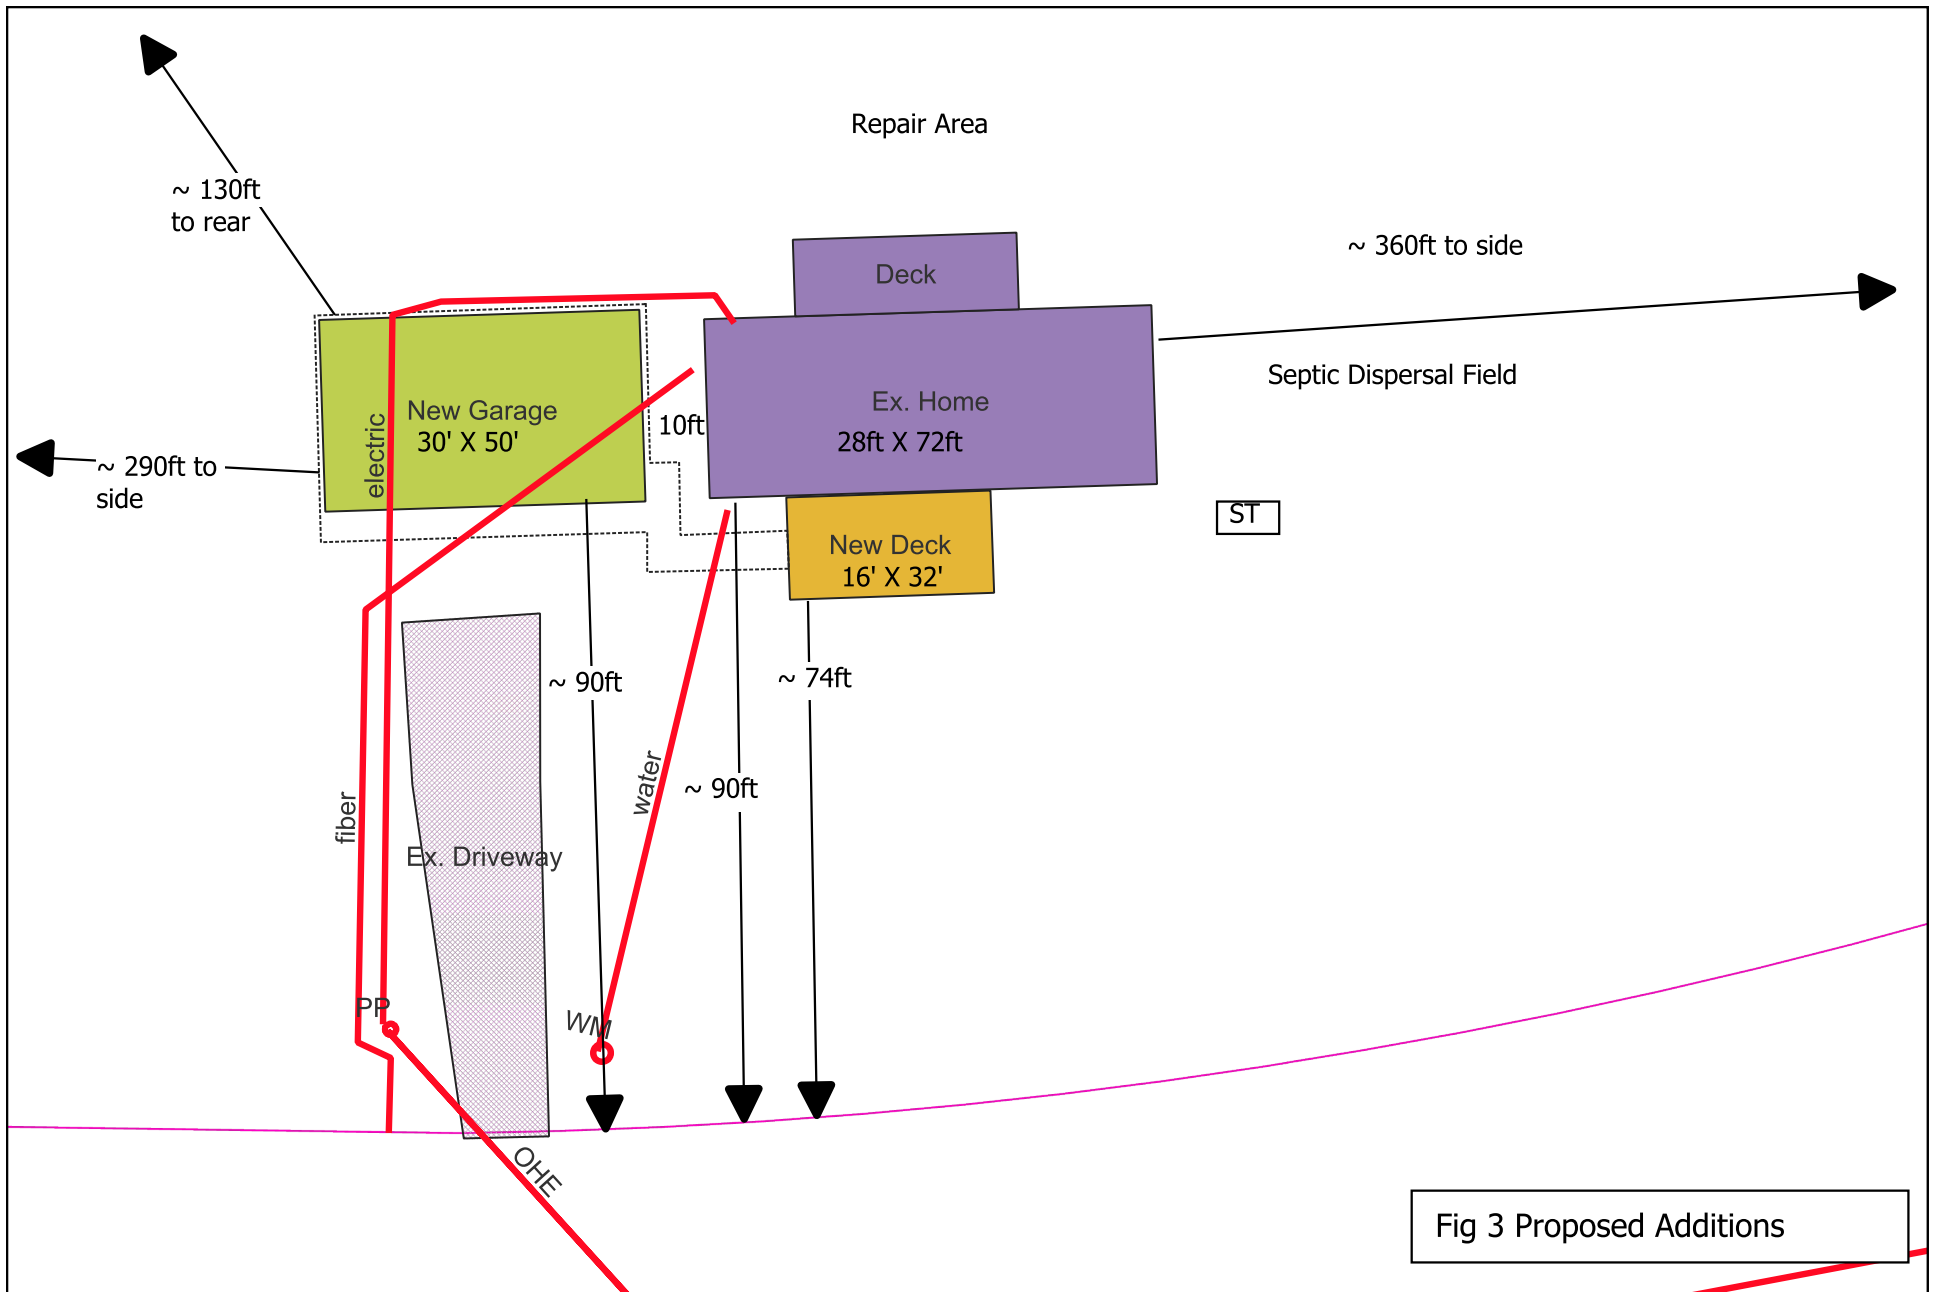 Repair Area
~ 130ft
to rear
~ 360ft to side
Deck
Septic Dispersal Field
New Garage
30' X 50'
electric
10ft
Ex. Home
28ft X 72ft
~ 290ft to
side
ST
New Deck
16' X 32'
~ 90ft
~ 74ft
water
~ 90ft
fiber
Ex. Driveway
PP
WM
OHE
Fig 3 Proposed Additions